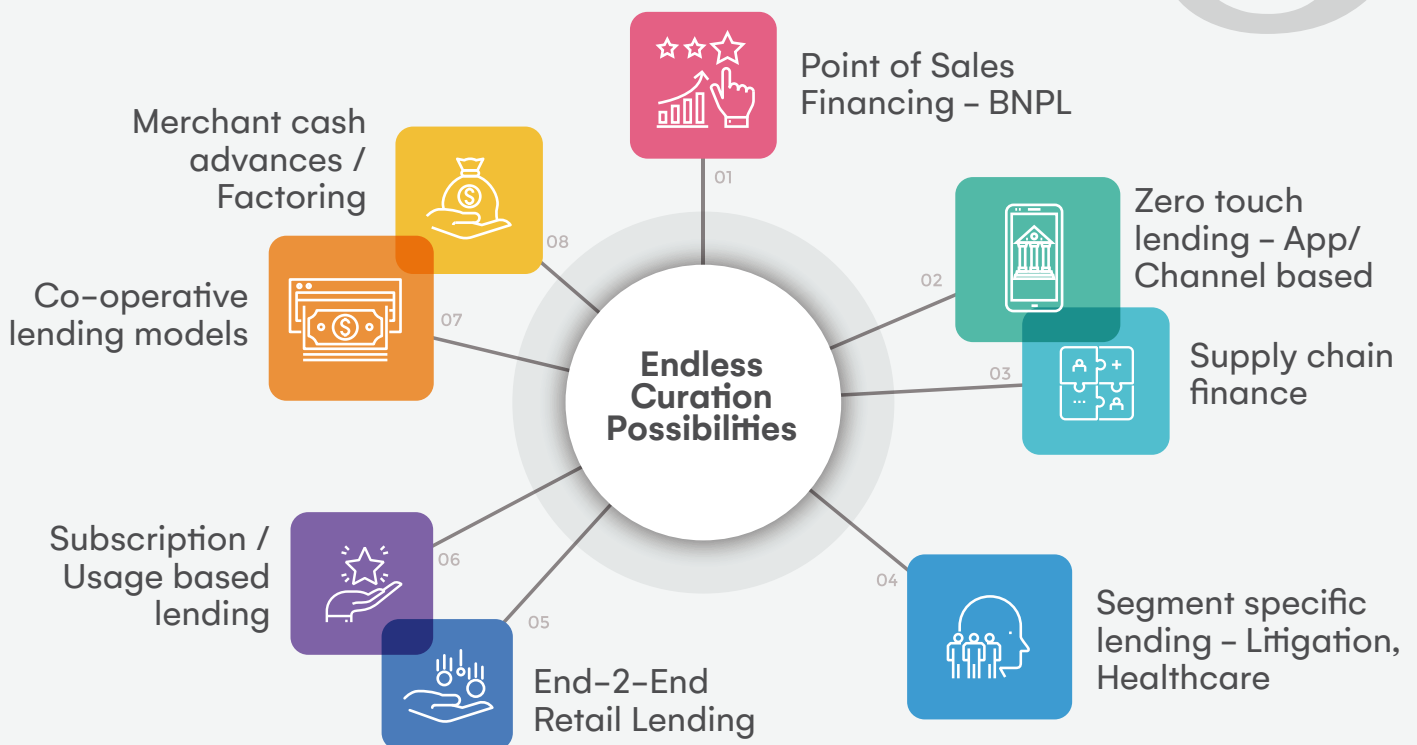 Point of Sales
Financing – BNPL
01
Zero touch
lending – App/
Channel based
02
Supply chain
finance
03
Segment specific
lending – Litigation,
Healthcare
04
End-2-End
Retail Lending
05
Subscription /
Usage based
lending
06
Co-operative
lending models
07
Merchant cash
advances /
Factoring
08
Endless
Curation
Possibilities